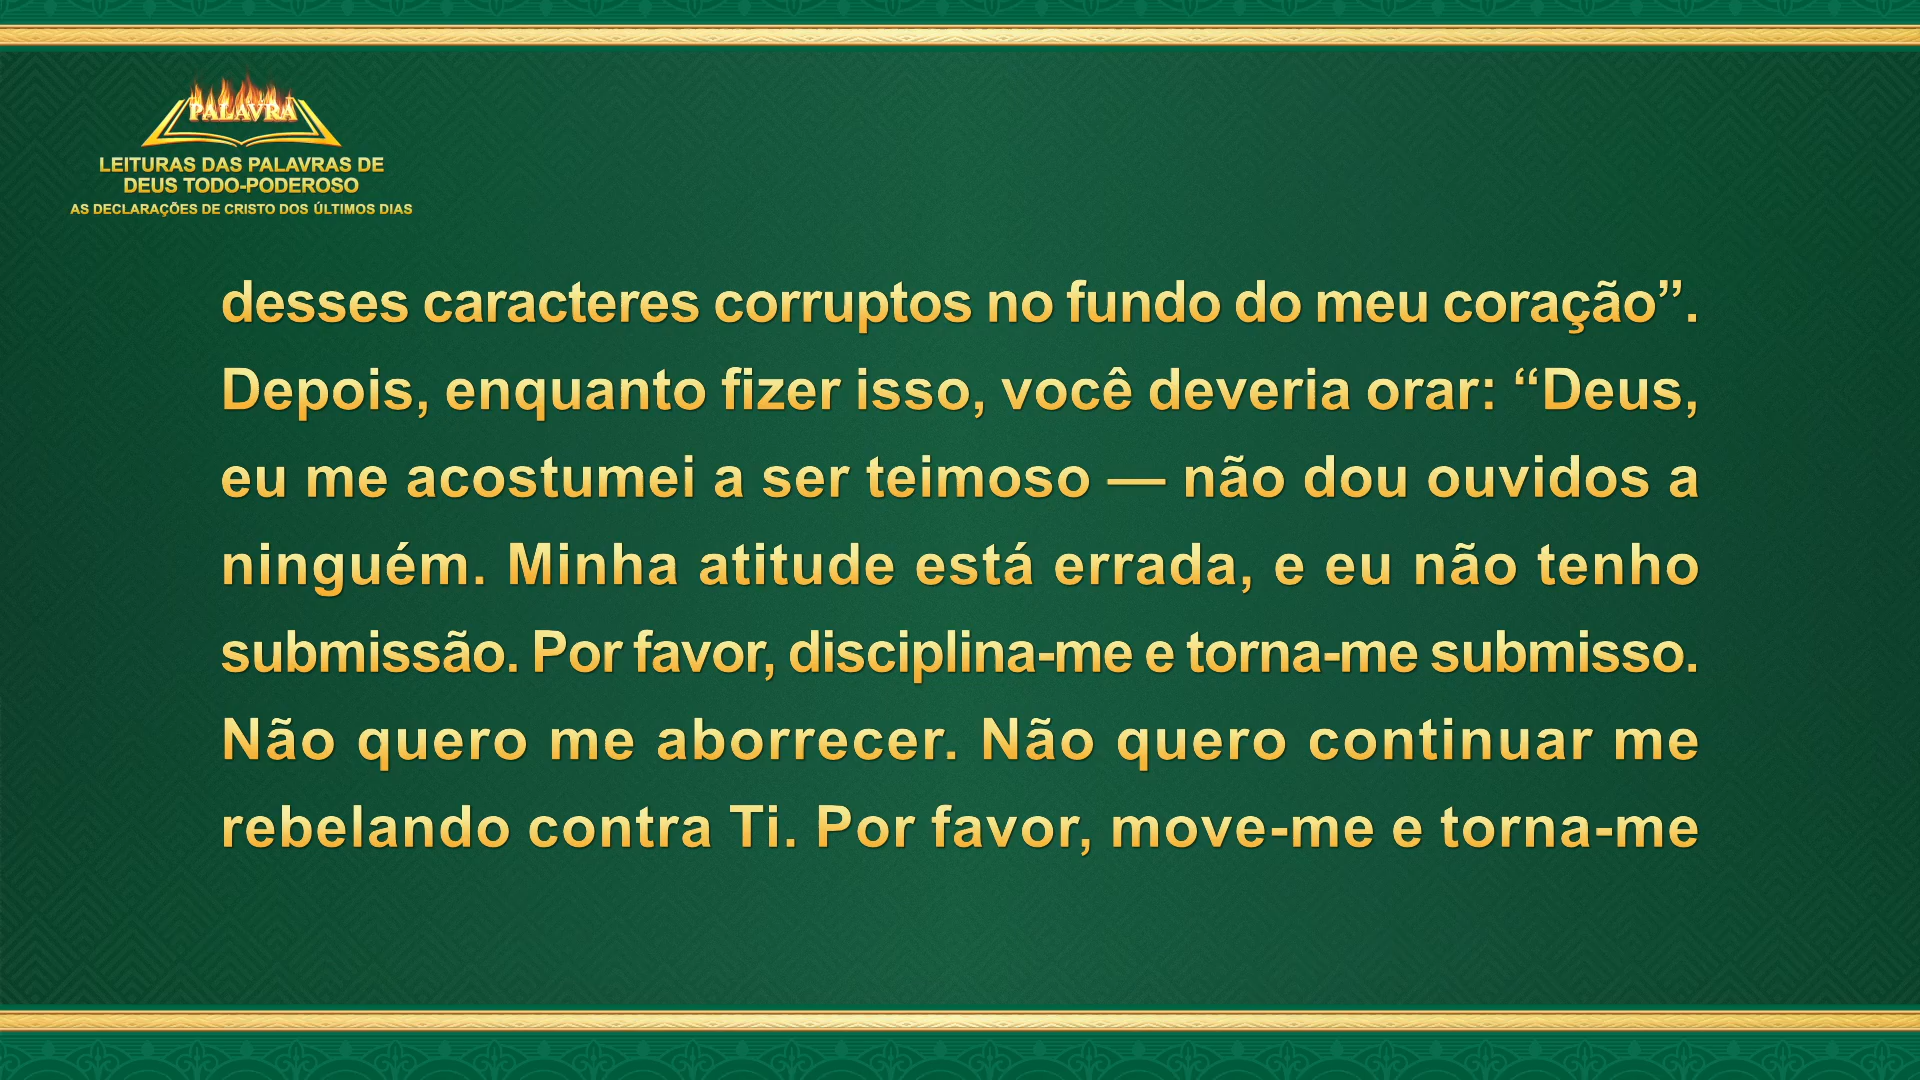 PALAVRA
LEITURAS DAS PALAVRAS DE
DEUS TODO-PODEROSO
AS DECLARAÇÕES DE CRISTO DOS ÚLTIMOS DIAS
desses caracteres corruptos no fundo do meu coração”.
Depois, enquanto fizer isso, você deveria orar: “Deus,
eu me acostumei a ser teimoso — não dou ouvidos a
ninguém. Minha atitude está errada, e eu não tenho
submissão. Por favor, disciplina-me e torna-me submisso.
Não quero me aborrecer. Não quero continuar me
rebelando contra Ti. Por favor, move-me e torna-me